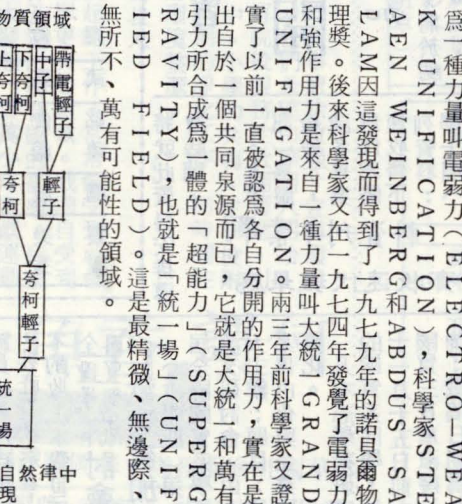 爲一種力量叫電弱力(ELECTRO—WEA
K UNIFICATION),科學家STE
AEN WEINBERG和ABDUS S
LAM因這發現而得到了一九七九年的諾貝爾物
理獎。後來科學家又在一九七四年發覺了電弱力
和強作用力是來自一種力量叫大統一GRAND
UNIFIGATION。兩三年前科學家又證
實了以前一直被認爲各自分開的作用力,實在是
出自於一個共同泉源而已,它就是大統一和萬有
引力所合成爲一體的「超能力」(SUPERG
RAVITY),也就是「統一場」(UNIF
IED FIELD)。這是最精微、無邊際、
無所不、萬有可能性的領域。
物質領域
帶電輕子
中子
下夸柯
上夸柯
輕子
夸柯
夸柯輕子
統一場
自然律中
現